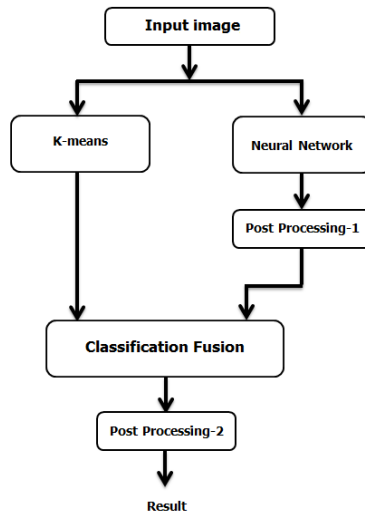 Input image
K-means
Neural Network
Post Processing-1
Classification Fusion
Post Processing-2
Result